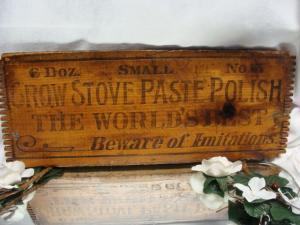 6 DOZ. SMALL No.
CROW STOVE PASTE POLISH
THE WORLD'S BEST
Beware of Imitations.